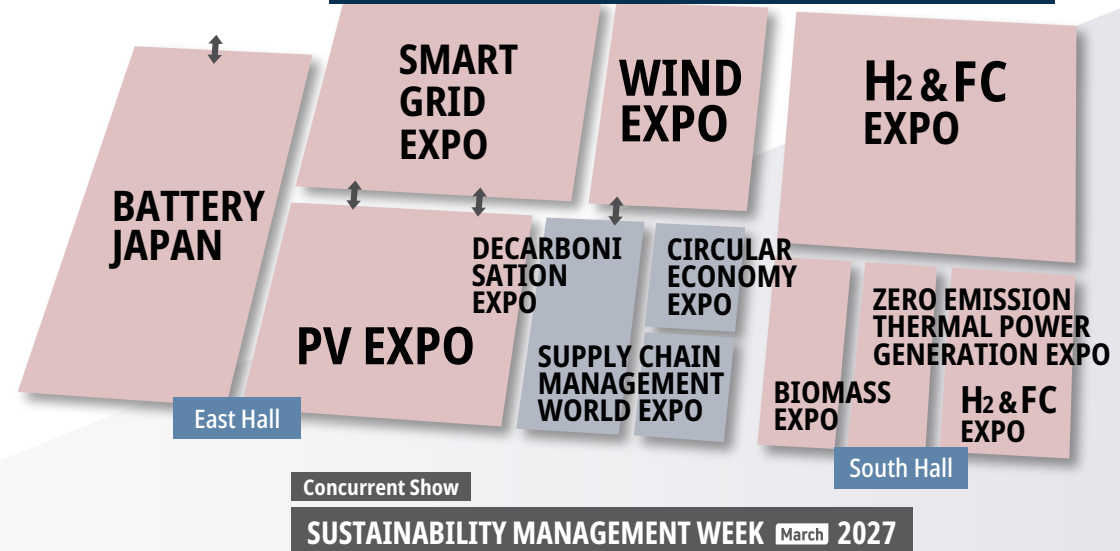 SMART
GRID
EXPO
WIND
EXPO
H2 & FC
EXPO
BATTERY
JAPAN
PV EXPO
DECARBONI
SATION
EXPO
CIRCULAR
ECONOMY
EXPO
SUPPLY CHAIN
MANAGEMENT
WORLD EXPO
BIOMASS
EXPO
ZERO EMISSION
THERMAL POWER
GENERATION EXPO
H2 & FC
EXPO
East Hall
South Hall
Concurrent Show
SUSTAINABILITY MANAGEMENT WEEK March 2027